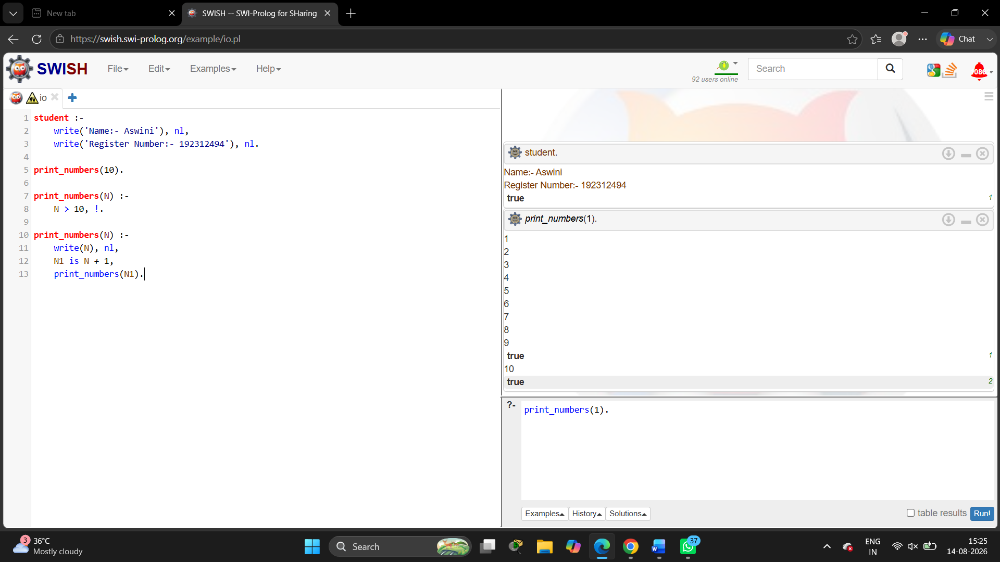 New tab
SWISH -- SWI-Prolog for SHaring
https://swish.swi-prolog.org/example/io.pl
Chat
SWISH
File
Edit
Examples
Help
92 users online
Search
io
1 student :-
2 write('Name:- Aswini'), nl,
3 write('Register Number:- 192312494'), nl.
4
5 print_numbers(10).
6
7 print_numbers(N) :-
8 N > 10, !.
9
10 print_numbers(N) :-
11 write(N), nl,
12 N1 is N + 1,
13 print_numbers(N1).
student.
Name:- Aswini
Register Number:- 192312494
true 1
print_numbers(1).
1
2
3
4
5
6
7
8
9
true 1
10
true 2
?- print_numbers(1).
Examples History Solutions
table results Run!
3
36°C
Mostly cloudy
Search
37
ENG
IN
15:25
14-08-2026